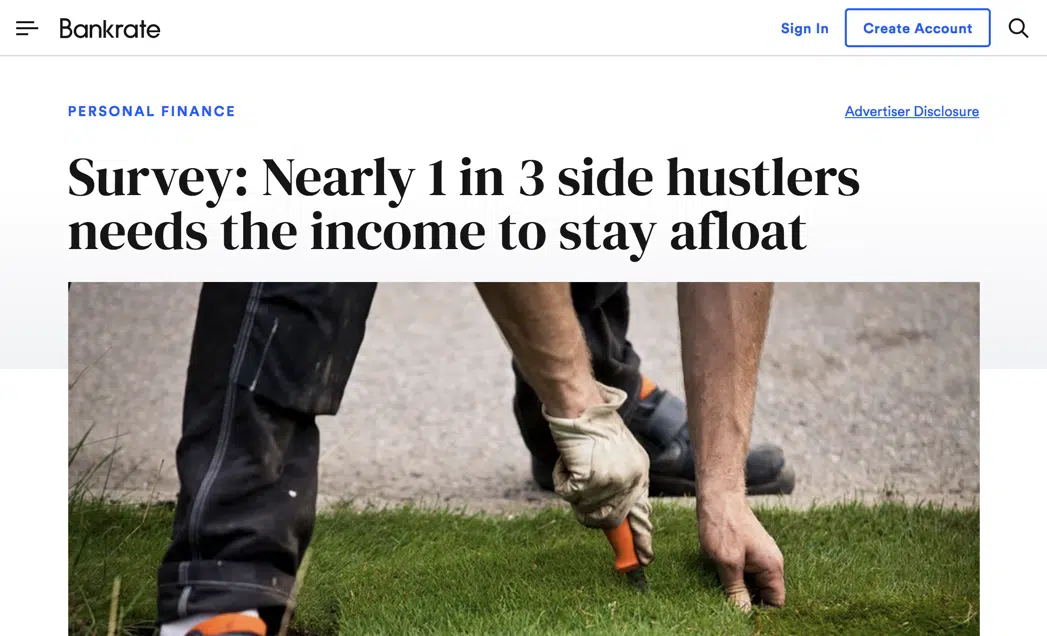 Bankrate
Sign In
Create Account
PERSONAL FINANCE
Advertiser Disclosure
Survey: Nearly 1 in 3 side hustlers
needs the income to stay afloat